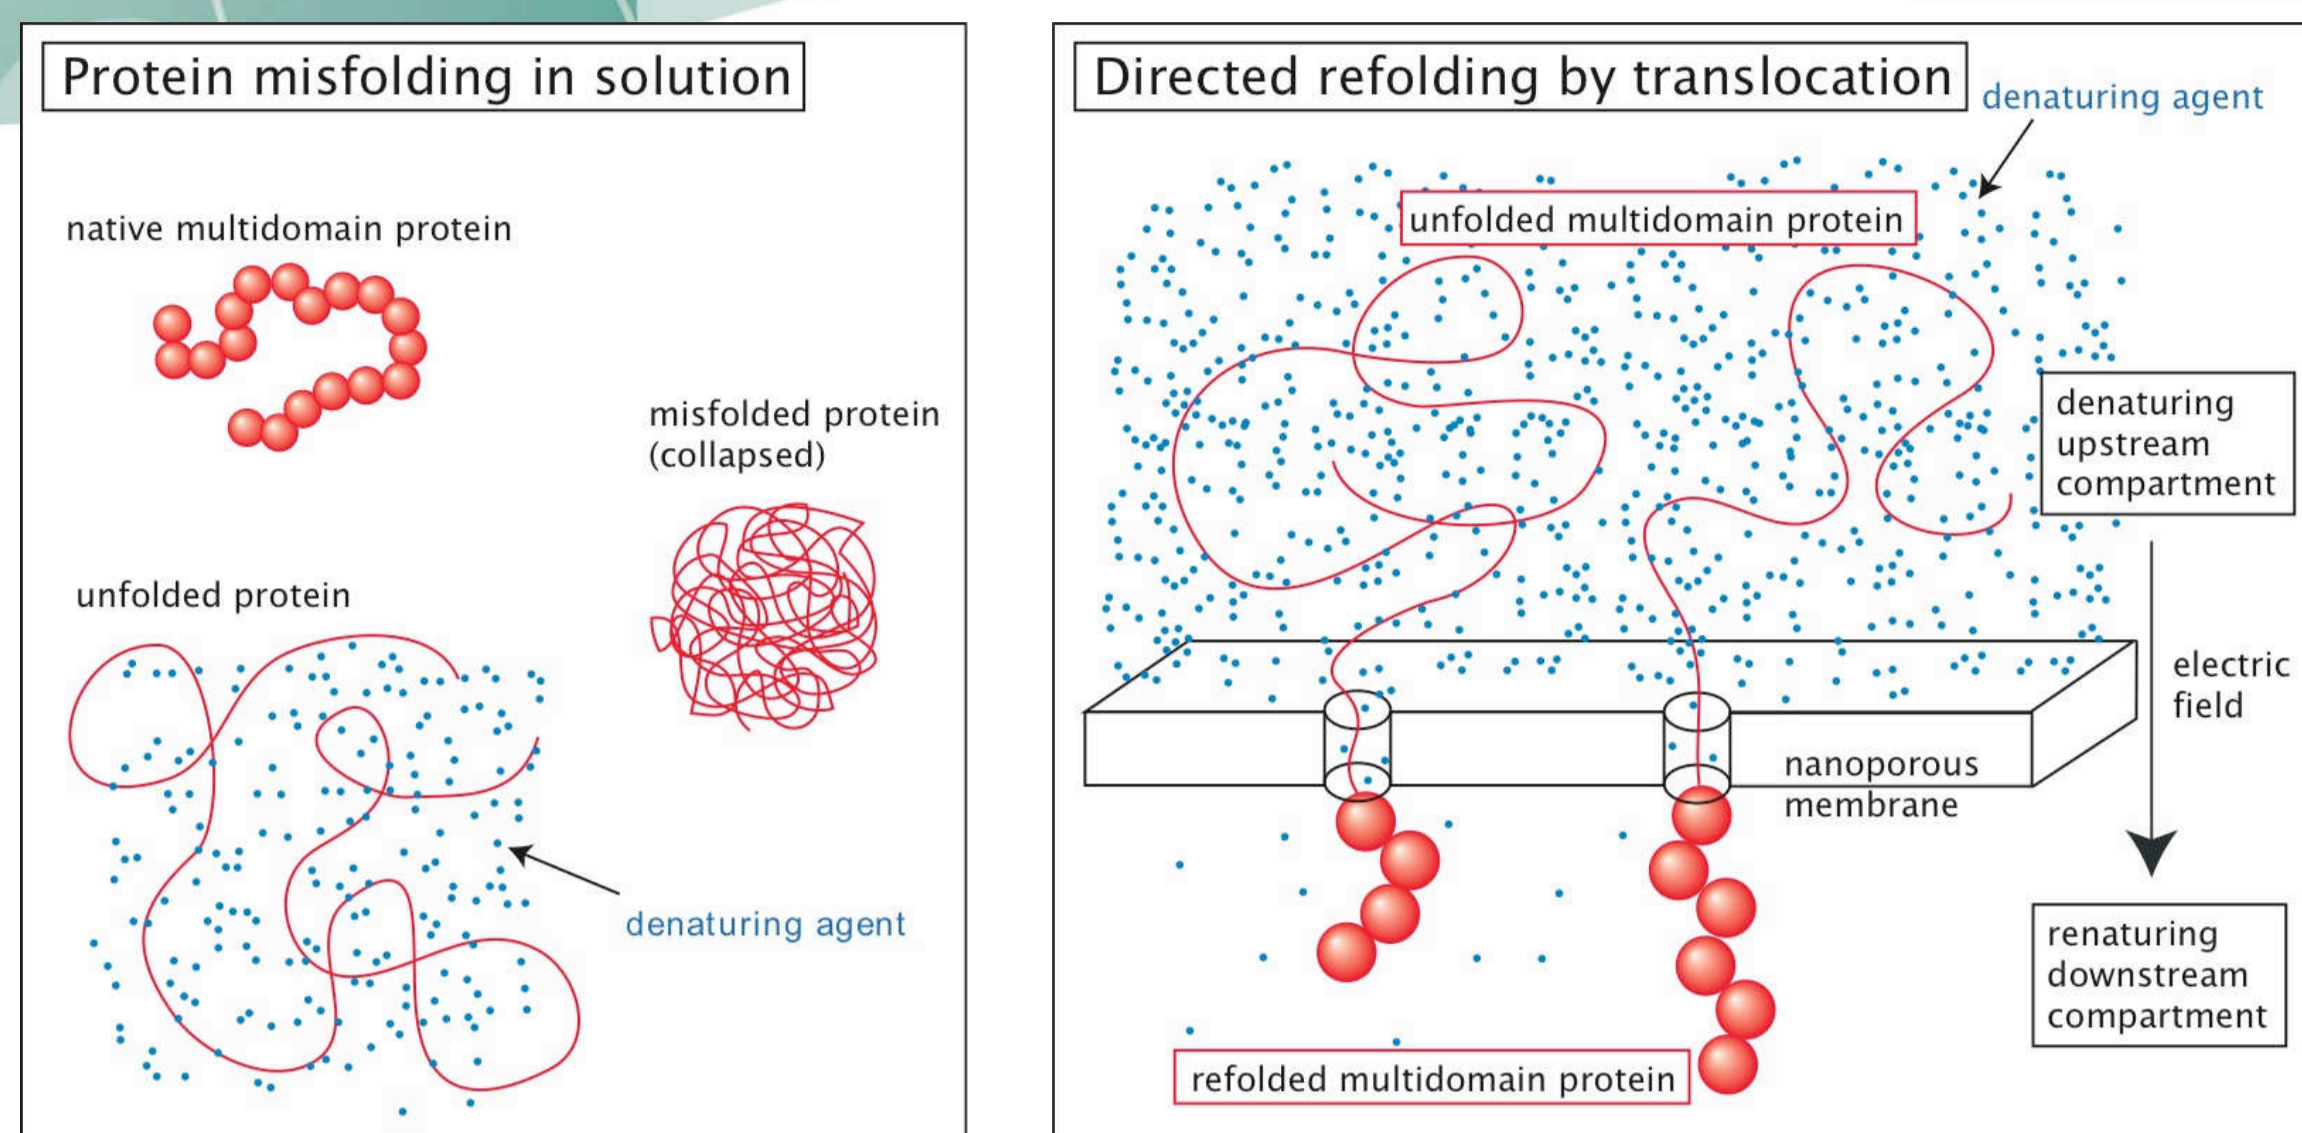 Protein misfolding in solution
native multidomain protein
misfolded protein
(collapsed)
unfolded protein
denaturing agent
Directed refolding by translocation
denaturing agent
unfolded multidomain protein
denaturing
upstream
compartment
electric
field
nanoporous
membrane
renaturing
downstream
compartment
refolded multidomain protein